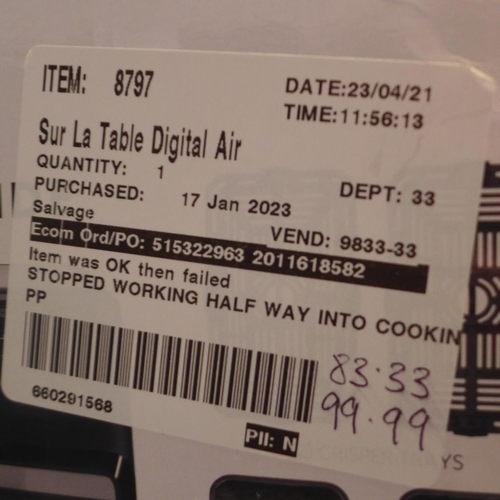 ITEM: 8797
DATE:23/04/21
TIME:11:56:13
Sur La Table Digital Air
QUANTITY: 1
PURCHASED: 17 Jan 2023
DEPT: 33
Salvage
VEND: 9833-33
Ecom Ord/PO: 515322963 2011618582
Item was OK then failed
STOPPED WORKING HALF WAY INTO COOKIN
PP
83.33
99.99
660291568
PII: N
CRISPER TRAYS